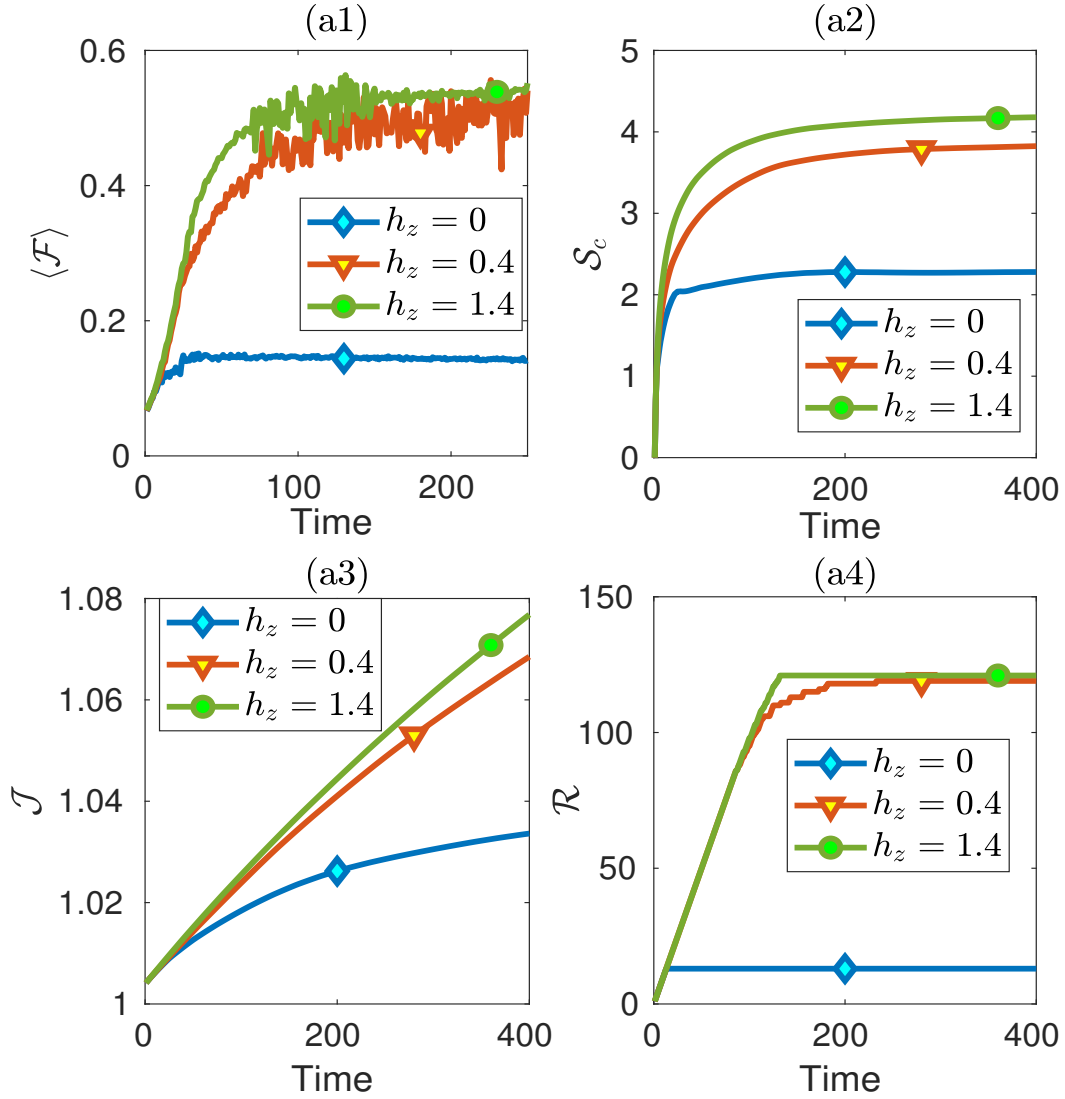 (a1)
0.6
0.4
0.2
0
⟨ℱ⟩
h_z = 0
h_z = 0.4
h_z = 1.4
0 100 200
Time
(a2)
5
4
3
2
1
0
𝒮_c
h_z = 0
h_z = 0.4
h_z = 1.4
0 200 400
Time
(a3)
1.08
1.06
1.04
1.02
1
𝒥
h_z = 0
h_z = 0.4
h_z = 1.4
0 200 400
Time
(a4)
150
100
50
0
ℛ
h_z = 0
h_z = 0.4
h_z = 1.4
0 200 400
Time